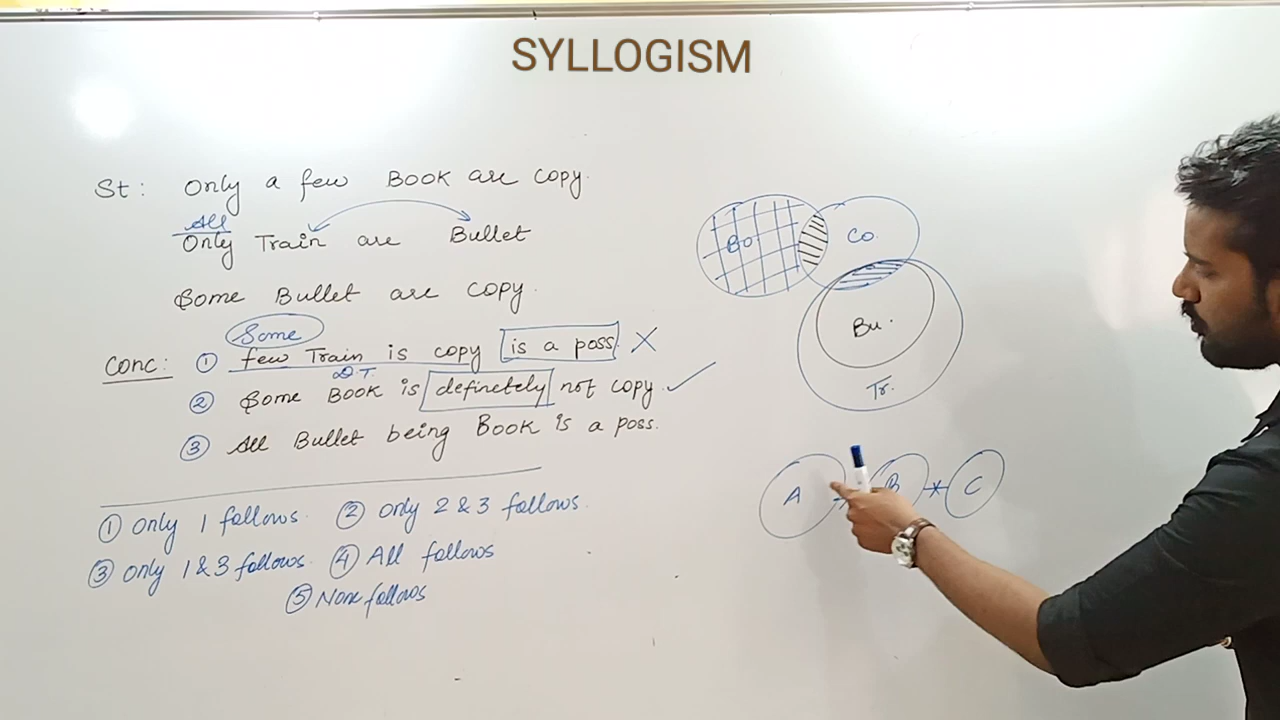 SYLLOGISM
St: Only a few Book are copy.
All
Only Train are Bullet
Some Bullet are copy.
Some
Conc: ① few Train is copy is a poss. X
D.T.
② Some Book is definetely not copy. ✓
③ All Bullet being Book is a poss.
① Only 1 follows. ② only 2 & 3 follows.
③ Only 1 & 3 follows. ④ All follows
⑤ None follows
Bo. Co.
Bu.
Tr.
A B * C